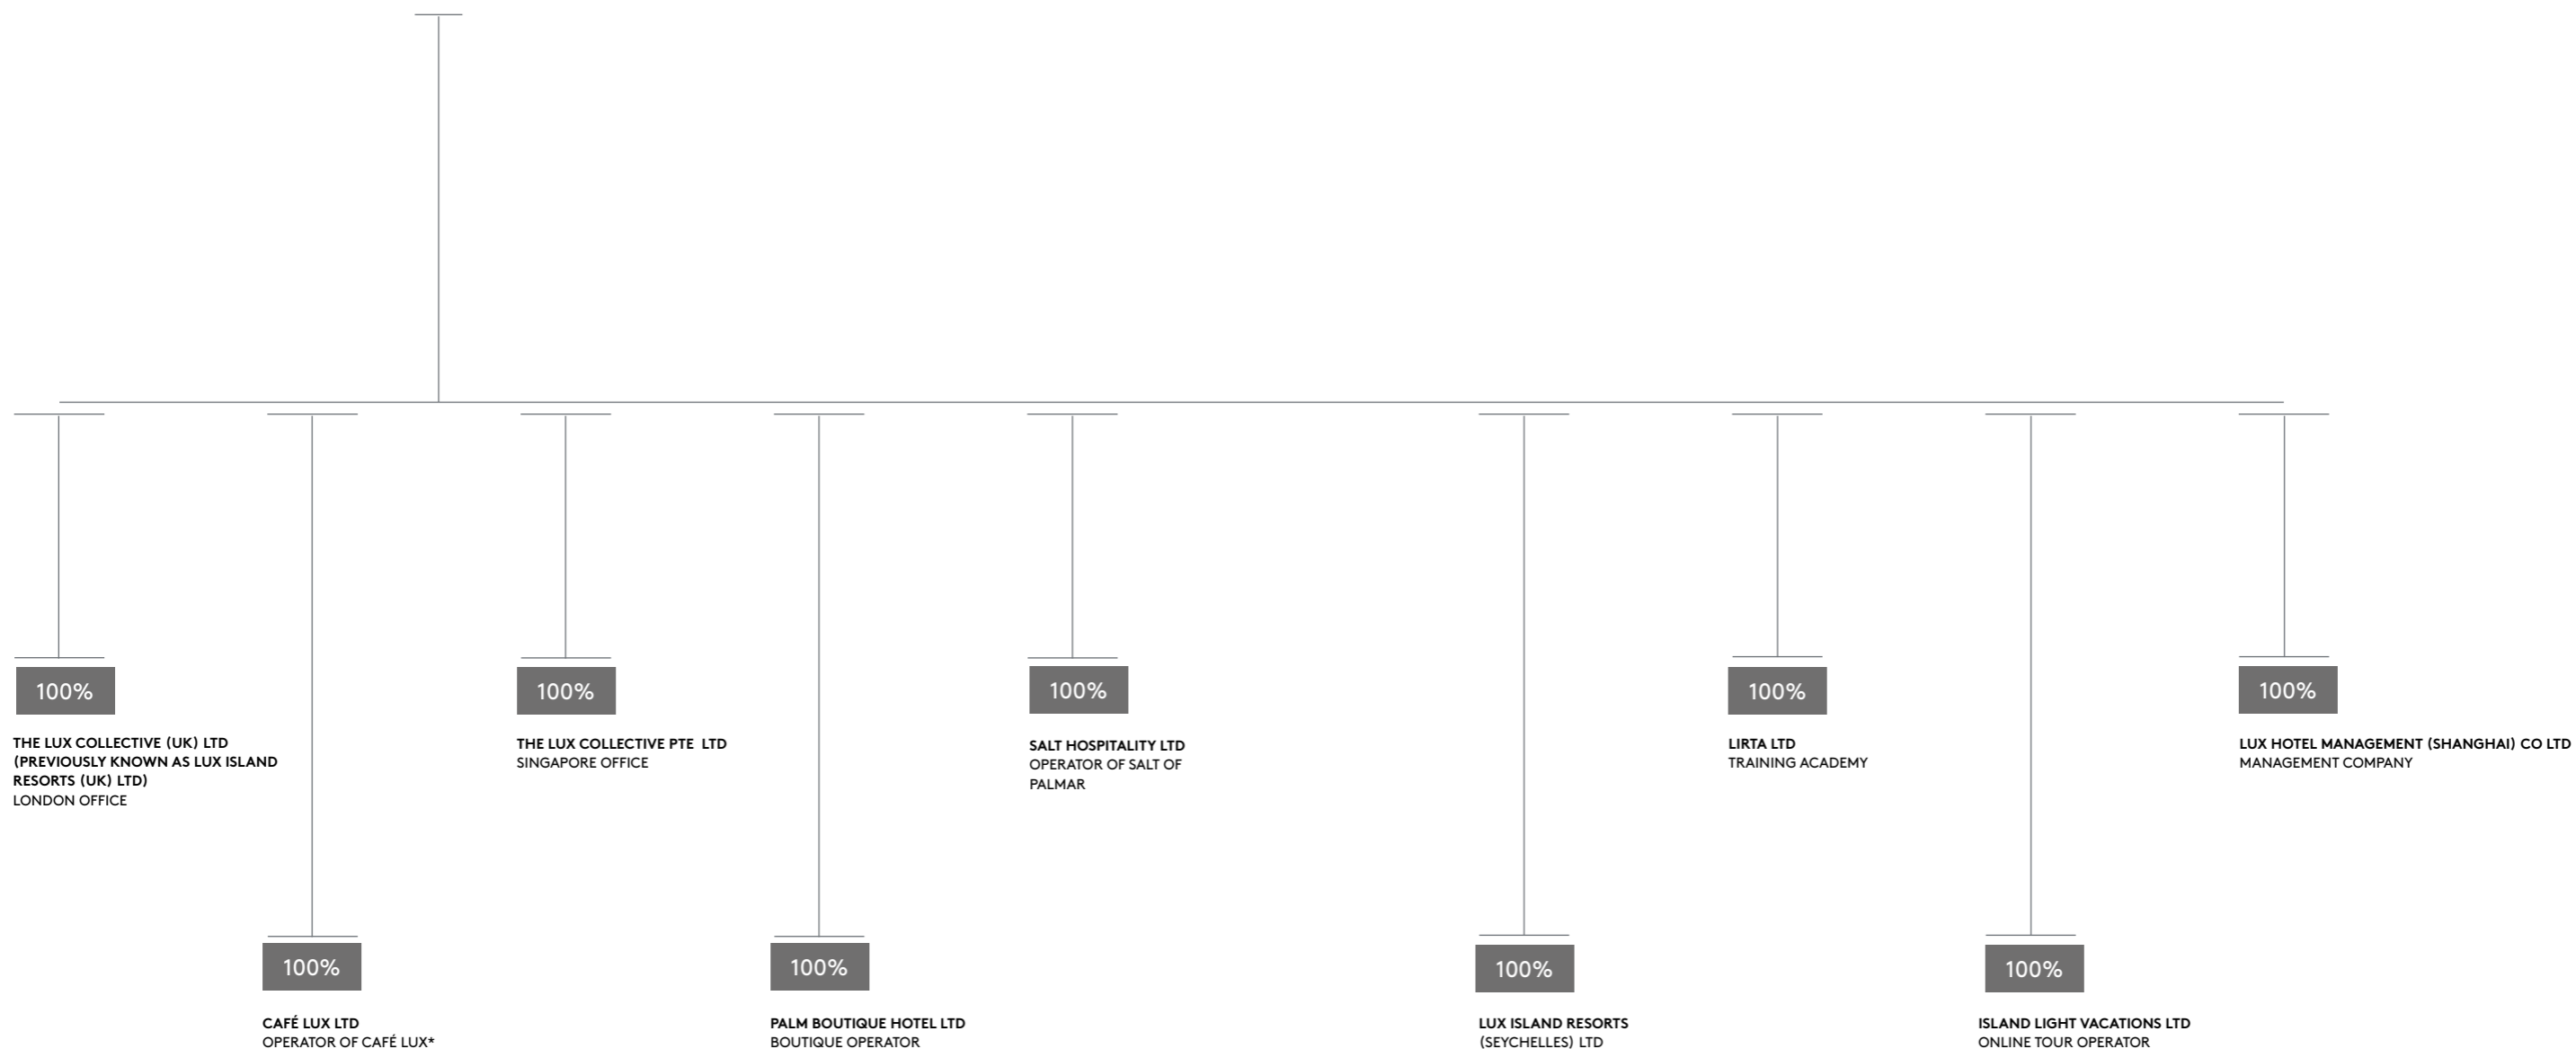 100%
THE LUX COLLECTIVE (UK) LTD
(PREVIOUSLY KNOWN AS LUX ISLAND
RESORTS (UK) LTD)
LONDON OFFICE
100%
CAFÉ LUX LTD
OPERATOR OF CAFÉ LUX*
100%
THE LUX COLLECTIVE PTE LTD
SINGAPORE OFFICE
100%
PALM BOUTIQUE HOTEL LTD
BOUTIQUE OPERATOR
100%
SALT HOSPITALITY LTD
OPERATOR OF SALT OF
PALMAR
100%
LUX ISLAND RESORTS
(SEYCHELLES) LTD
100%
LIRTA LTD
TRAINING ACADEMY
100%
ISLAND LIGHT VACATIONS LTD
ONLINE TOUR OPERATOR
100%
LUX HOTEL MANAGEMENT (SHANGHAI) CO LTD
MANAGEMENT COMPANY